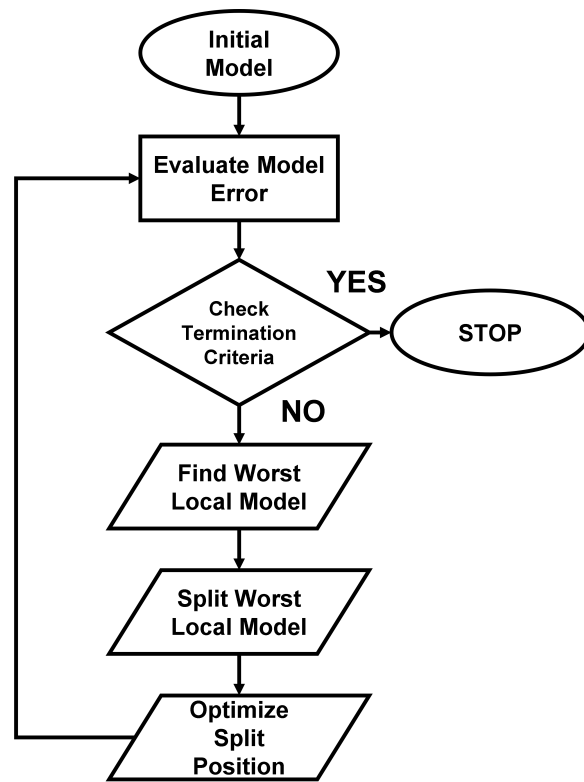 Initial
Model
Evaluate Model
Error
YES
Check
Termination
Criteria
STOP
NO
Find Worst
Local Model
Split Worst
Local Model
Optimize
Split
Position